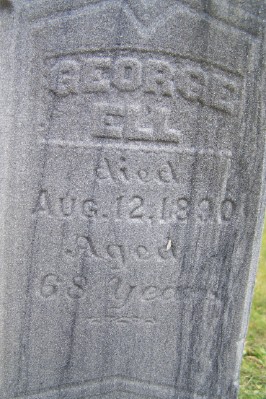 GEORGE
ELL
died
AUG. 12, 1890
Aged
68 Years